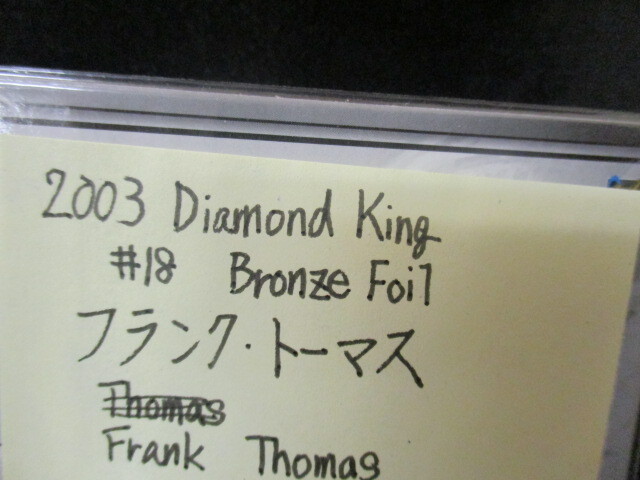 2003 Diamond King
#18 Bronze Foil
フランク・トーマス
Thomas
Frank Thomas